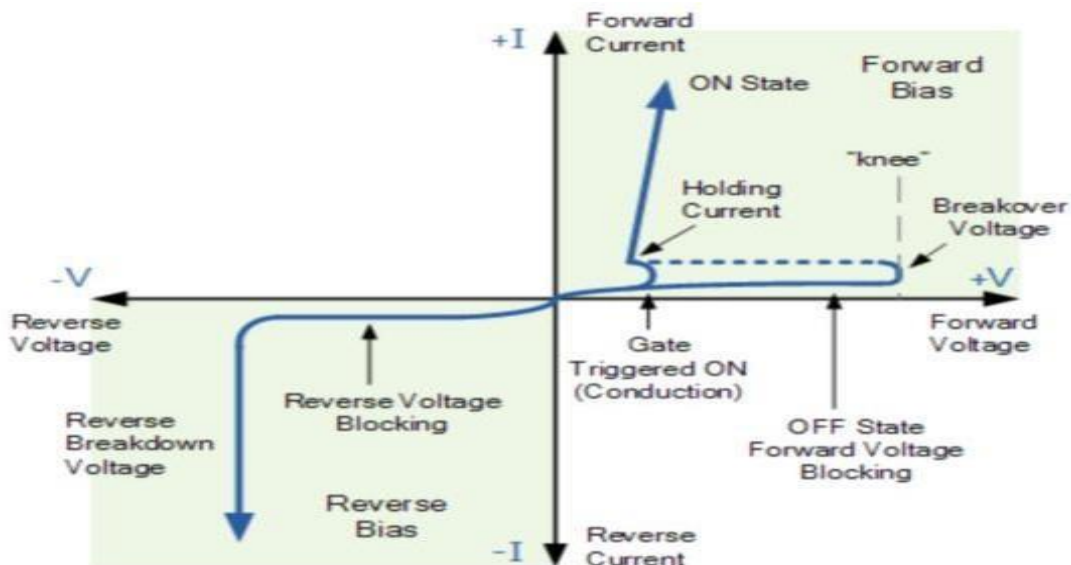 +I
Forward
Current
ON State
Forward
Bias
"knee"
Holding
Current
Breakover
Voltage
-V
+V
Reverse
Voltage
Forward
Voltage
Gate
Triggered ON
(Conduction)
Reverse Voltage
Blocking
Reverse
Breakdown
Voltage
OFF State
Forward Voltage
Blocking
Reverse
Bias
-I
Reverse
Current